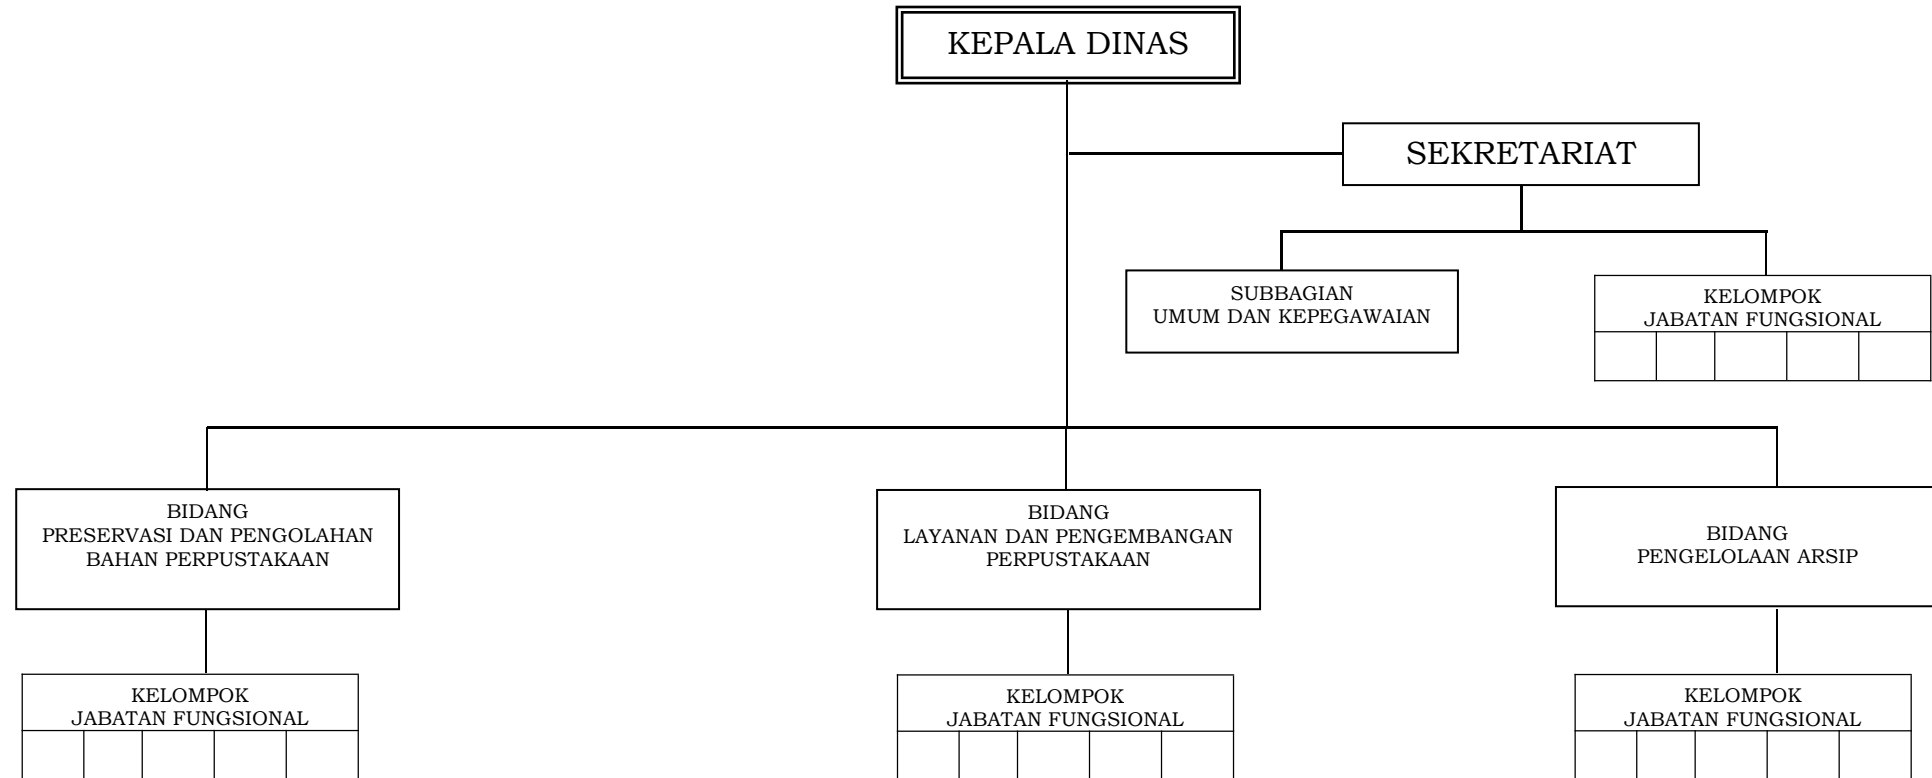 KEPALA DINAS
SEKRETARIAT
SUBBAGIAN
UMUM DAN KEPEGAWAIAN
KELOMPOK
JABATAN FUNGSIONAL
BIDANG
PRESERVASI DAN PENGOLAHAN
BAHAN PERPUSTAKAAN
BIDANG
LAYANAN DAN PENGEMBANGAN
PERPUSTAKAAN
BIDANG
PENGELOLAAN ARSIP
KELOMPOK
JABATAN FUNGSIONAL
KELOMPOK
JABATAN FUNGSIONAL
KELOMPOK
JABATAN FUNGSIONAL